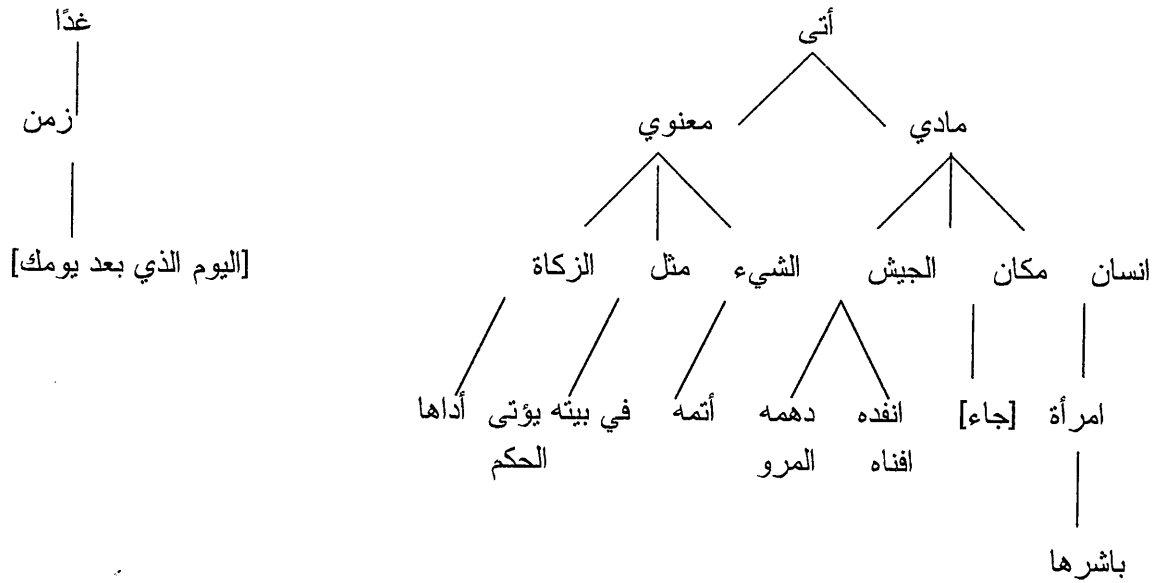 أتى
غدًا
مادي معنوي
زمن
انسان مكان الجيش الشيء مثل الزكاة
[اليوم الذي بعد يومك]
امرأة [جاء] انفده دهمه أتمه في بيته يؤتى أداها
افناه المرو الحكم
باشرها